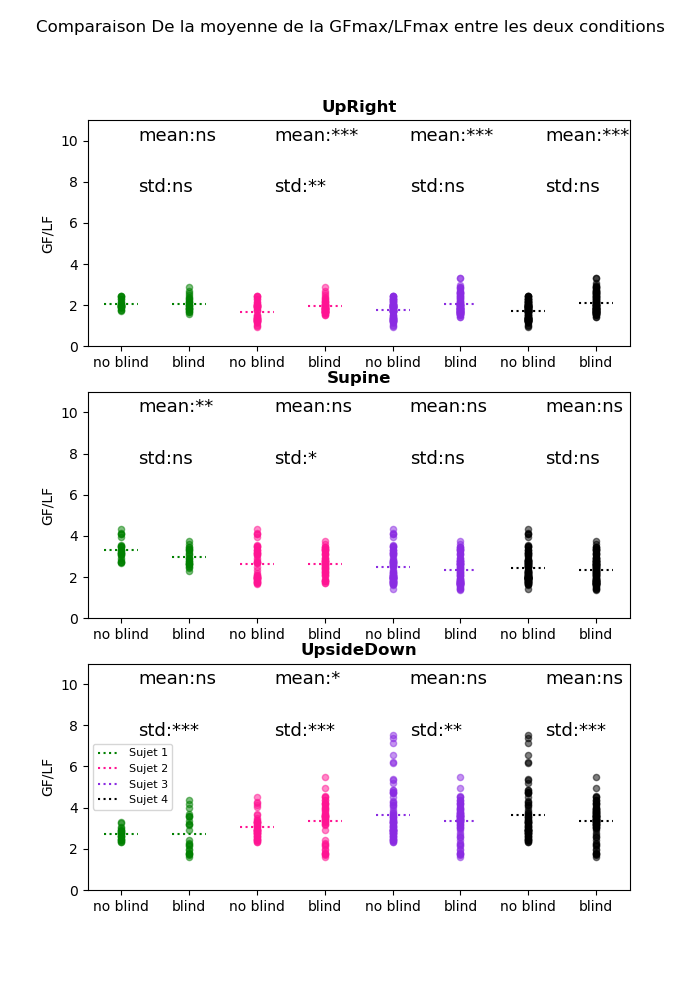 Comparaison De la moyenne de la GFmax/LFmax entre les deux conditions
UpRight
mean:ns mean:*** mean:*** mean:***
std:ns std:** std:ns std:ns
GF/LF
10
8
6
4
2
0
no blind blind no blind blind no blind blind no blind blind
Supine
mean:** mean:ns mean:ns mean:ns
std:ns std:* std:ns std:ns
GF/LF
10
8
6
4
2
0
no blind blind no blind blind no blind blind no blind blind
UpsideDown
mean:ns mean:* mean:ns mean:ns
std:*** std:*** std:** std:***
GF/LF
10
8
6
4
2
0
Sujet 1
Sujet 2
Sujet 3
Sujet 4
no blind blind no blind blind no blind blind no blind blind